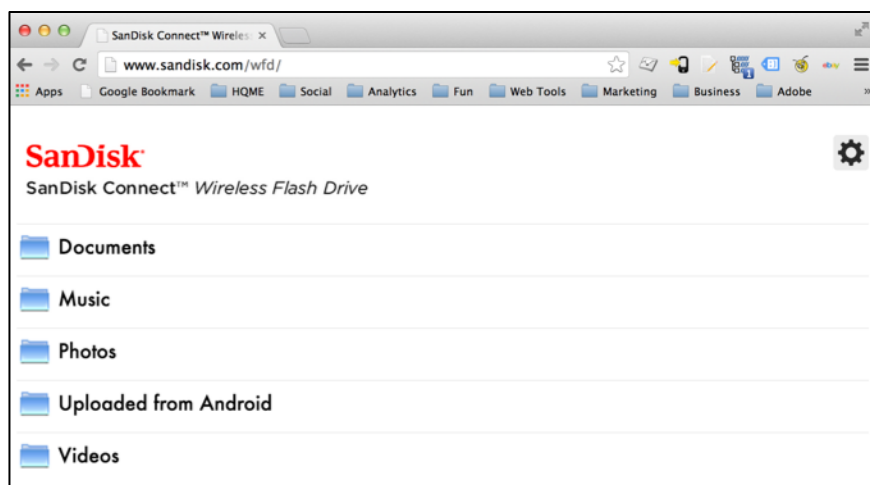 SanDisk Connect™ Wireles
www.sandisk.com/wfd/
Apps Google Bookmark HQME Social Analytics Fun Web Tools Marketing Business Adobe »
SanDisk®
SanDisk Connect™ Wireless Flash Drive
Documents
Music
Photos
Uploaded from Android
Videos